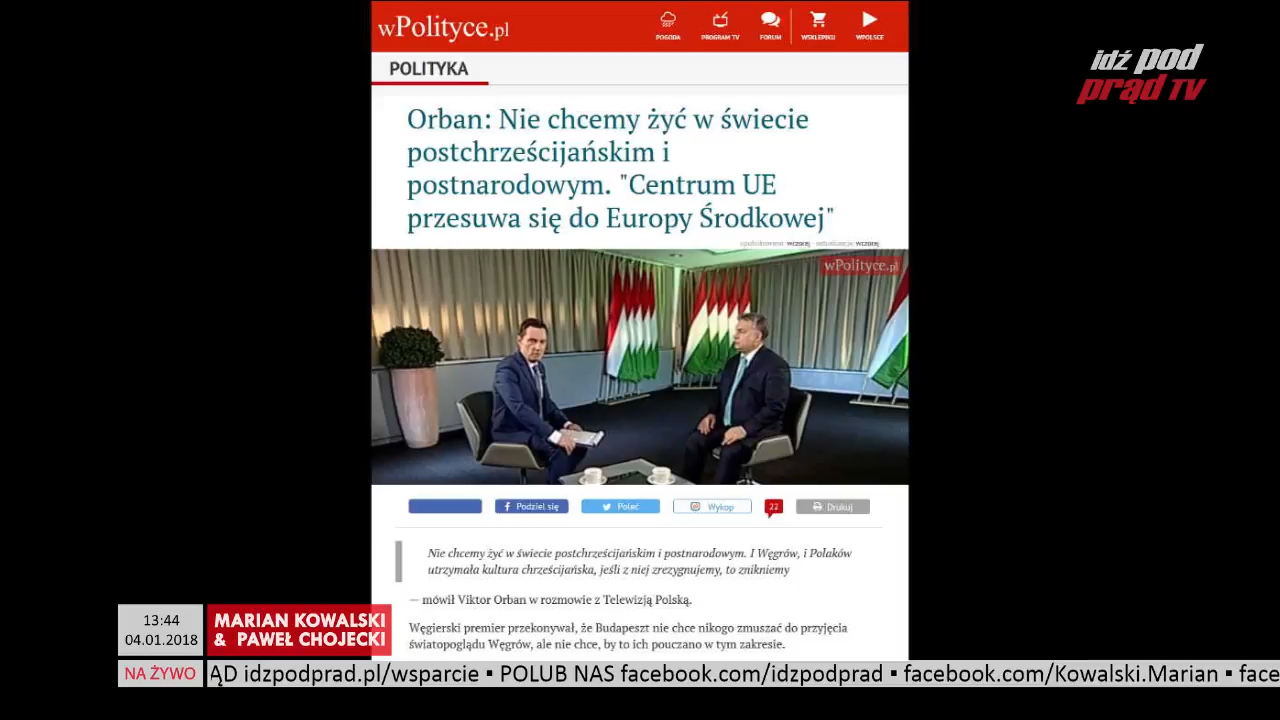 wPolityce.pl
POGODA
PROGRAM TV
FORUM
WSKLEPIKU
WPOLSCE
idź pod
prąd TV
POLITYKA
Orban: Nie chcemy żyć w świecie
postchrześcijańskim i
postnarodowym. "Centrum UE
przesuwa się do Europy Środkowej"
opublikowano: wczoraj · aktualizacja: wczoraj
wPolityce.pl
Podziel się
Poleć
Wykop
22
Drukuj
Nie chcemy żyć w świecie postchrześcijańskim i postnarodowym. I Węgrów, i Polaków
utrzymała kultura chrześcijańska, jeśli z niej zrezygnujemy, to znikniemy
— mówił Viktor Orban w rozmowie z Telewizją Polską.
Węgierski premier przekonywał, że Budapeszt nie chce nikogo zmuszać do przyjęcia
światopoglądu Węgrów, ale nie chce, by to ich pouczano w tym zakresie.
13:44
04.01.2018
MARIAN KOWALSKI
& PAWEŁ CHOJECKI
NA ŻYWO
ĄD idzpodprad.pl/wsparcie ▪ POLUB NAS facebook.com/idzpodprad ▪ facebook.com/Kowalski.Marian ▪ face